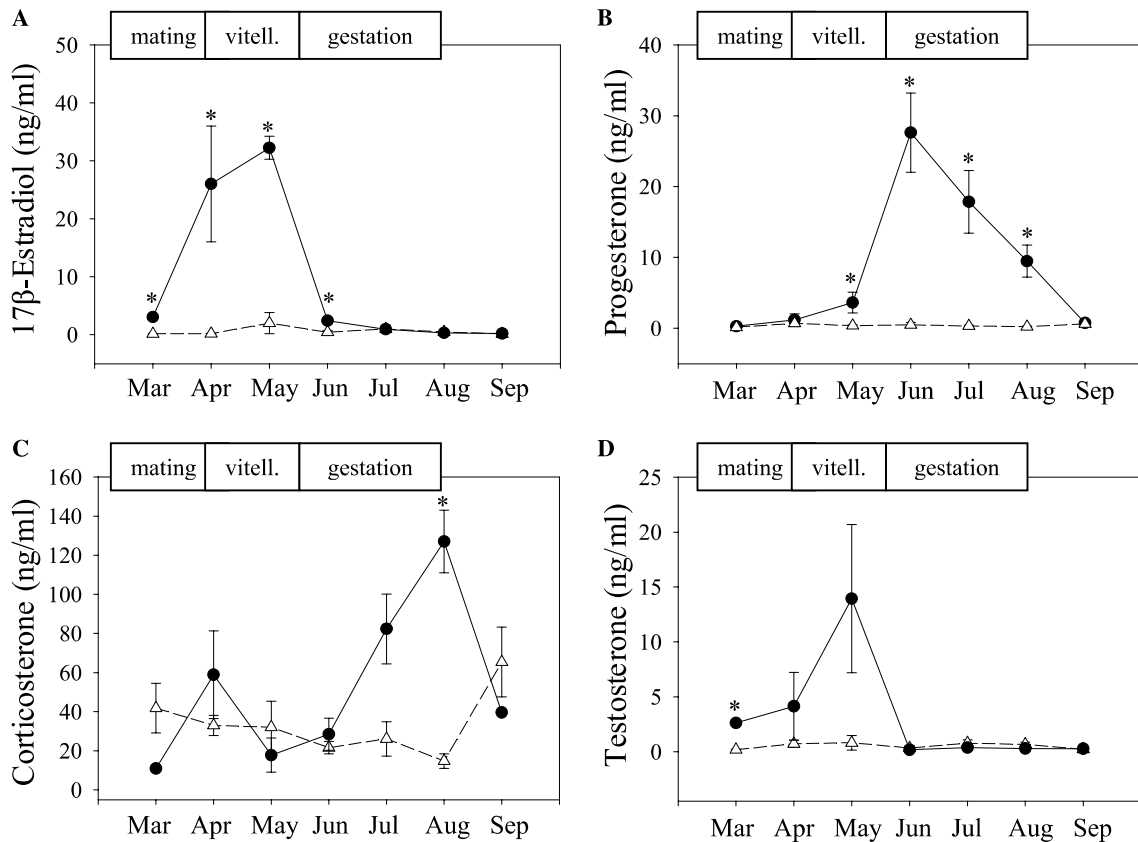 A
mating vitell. gestation
17β-Estradiol (ng/ml)
50
40
30
20
10
0
* * * *
Mar Apr May Jun Jul Aug Sep
B
mating vitell. gestation
Progesterone (ng/ml)
40
30
20
10
0
* * * *
Mar Apr May Jun Jul Aug Sep
C
mating vitell. gestation
Corticosterone (ng/ml)
160
140
120
100
80
60
40
20
0
*
Mar Apr May Jun Jul Aug Sep
D
mating vitell. gestation
Testosterone (ng/ml)
25
20
15
10
5
0
*
Mar Apr May Jun Jul Aug Sep